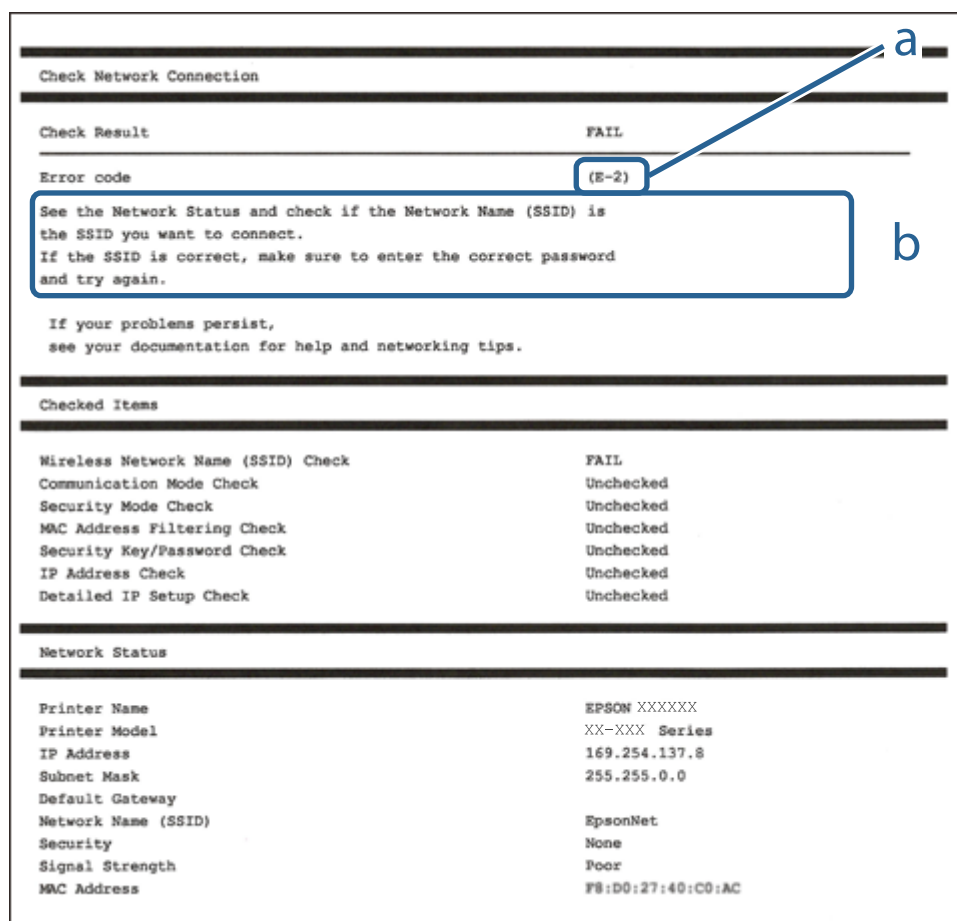 a
Check Network Connection
Check Result FAIL
Error code (E-2)
See the Network Status and check if the Network Name (SSID) is
the SSID you want to connect.
If the SSID is correct, make sure to enter the correct password
and try again.
b
If your problems persist,
see your documentation for help and networking tips.
Checked Items
Wireless Network Name (SSID) Check FAIL
Communication Mode Check Unchecked
Security Mode Check Unchecked
MAC Address Filtering Check Unchecked
Security Key/Password Check Unchecked
IP Address Check Unchecked
Detailed IP Setup Check Unchecked
Network Status
Printer Name EPSON XXXXXX
Printer Model XX-XXX Series
IP Address 169.254.137.8
Subnet Mask 255.255.0.0
Default Gateway
Network Name (SSID) EpsonNet
Security None
Signal Strength Poor
MAC Address F8:D0:27:40:C0:AC